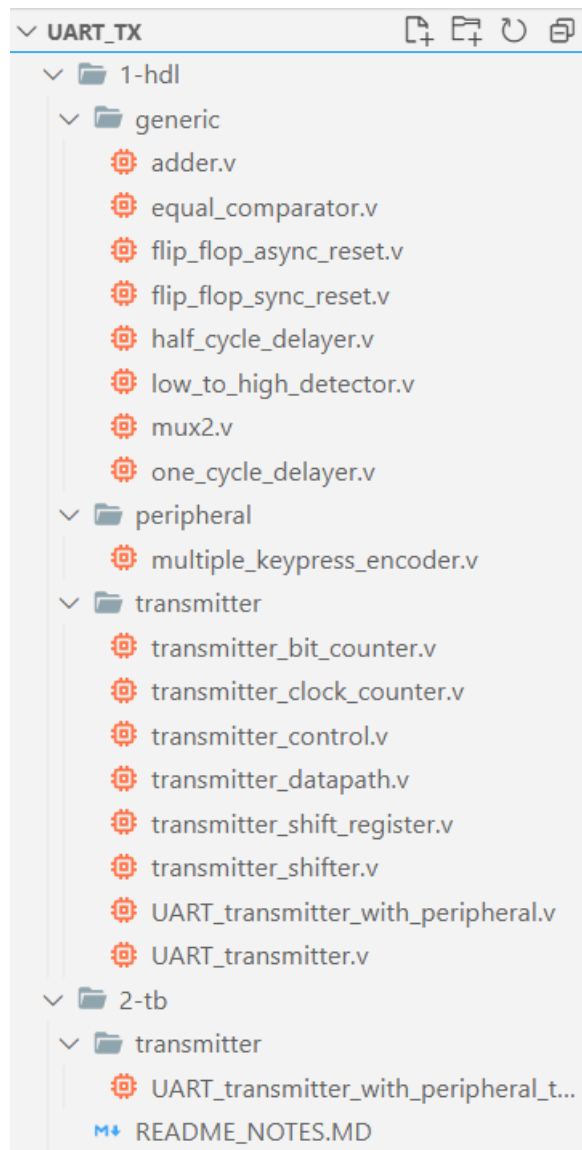 UART_TX
1-hdl
generic
adder.v
equal_comparator.v
flip_flop_async_reset.v
flip_flop_sync_reset.v
half_cycle_delayer.v
low_to_high_detector.v
mux2.v
one_cycle_delayer.v
peripheral
multiple_keypress_encoder.v
transmitter
transmitter_bit_counter.v
transmitter_clock_counter.v
transmitter_control.v
transmitter_datapath.v
transmitter_shift_register.v
transmitter_shifter.v
UART_transmitter_with_peripheral.v
UART_transmitter.v
2-tb
transmitter
UART_transmitter_with_peripheral_t...
M README_NOTES.MD